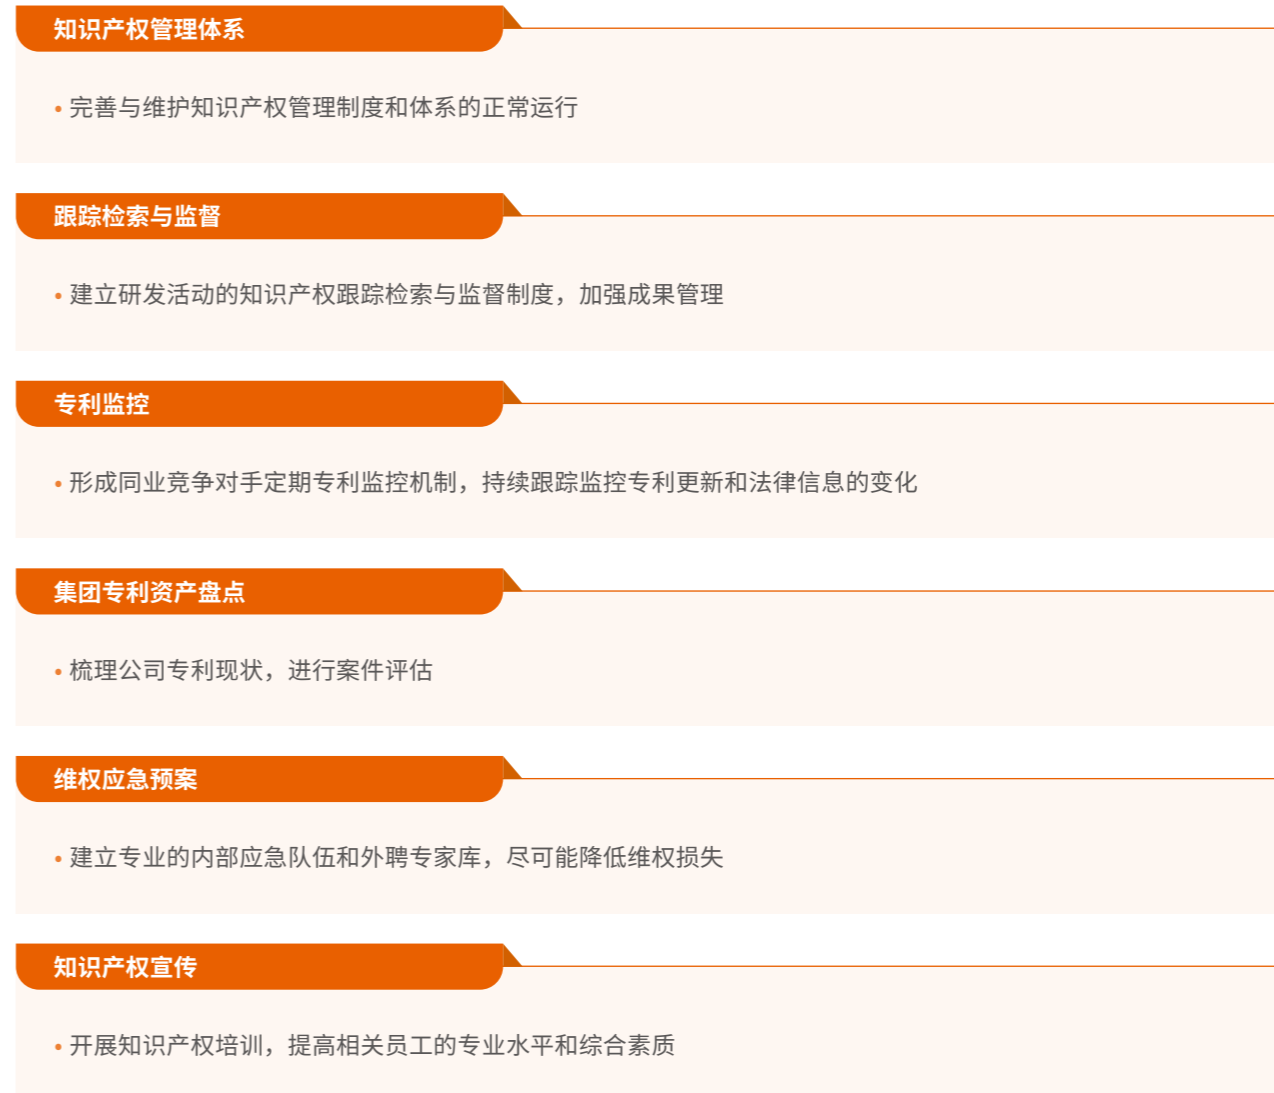 知识产权管理体系
• 完善与维护知识产权管理制度和体系的正常运行
跟踪检索与监督
• 建立研发活动的知识产权跟踪检索与监督制度，加强成果管理
专利监控
• 形成同业竞争对手定期专利监控机制，持续跟踪监控专利更新和法律信息的变化
集团专利资产盘点
• 梳理公司专利现状，进行案件评估
维权应急预案
• 建立专业的内部应急队伍和外聘专家库，尽可能降低维权损失
知识产权宣传
• 开展知识产权培训，提高相关员工的专业水平和综合素质